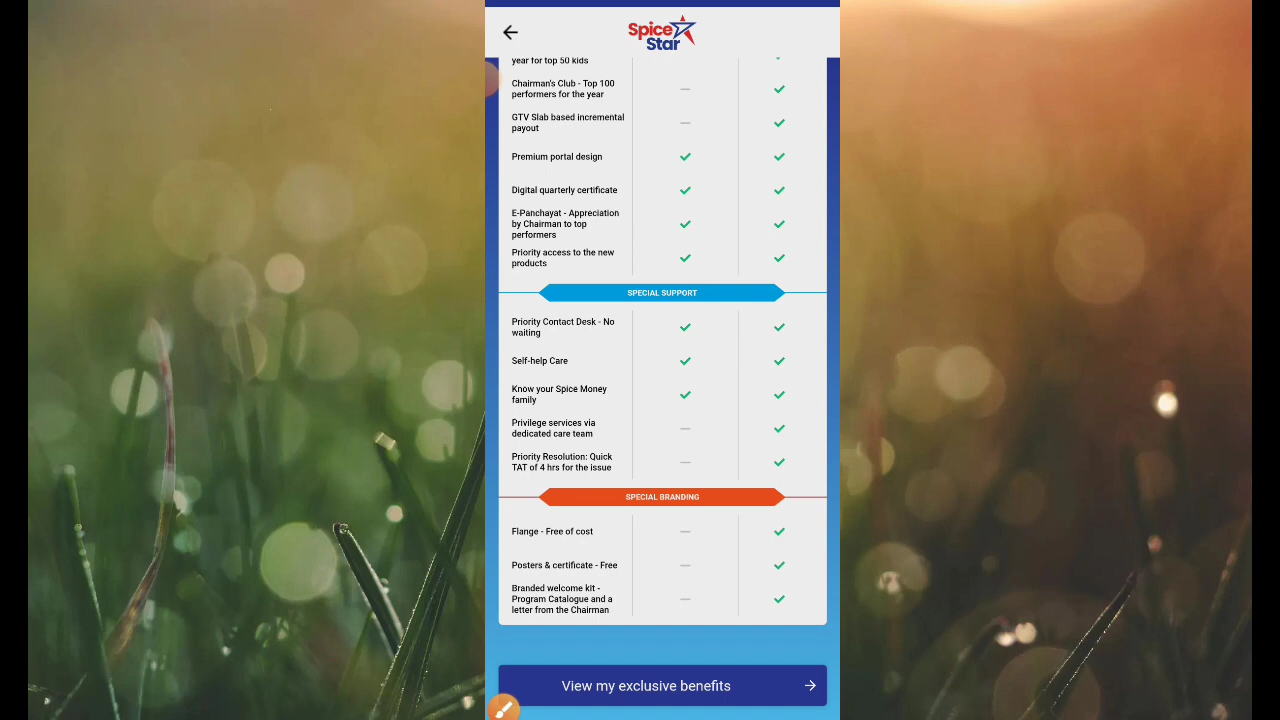 Spice
Star
year for top 50 kids
Chairman's Club - Top 100
performers for the year
GTV Slab based incremental
payout
Premium portal design
Digital quarterly certificate
E-Panchayat - Appreciation
by Chairman to top
performers
Priority access to the new
products
SPECIAL SUPPORT
Priority Contact Desk - No
waiting
Self-help Care
Know your Spice Money
family
Privilege services via
dedicated care team
Priority Resolution: Quick
TAT of 4 hrs for the issue
SPECIAL BRANDING
Flange - Free of cost
Posters & certificate - Free
Branded welcome kit -
Program Catalogue and a
letter from the Chairman
View my exclusive benefits